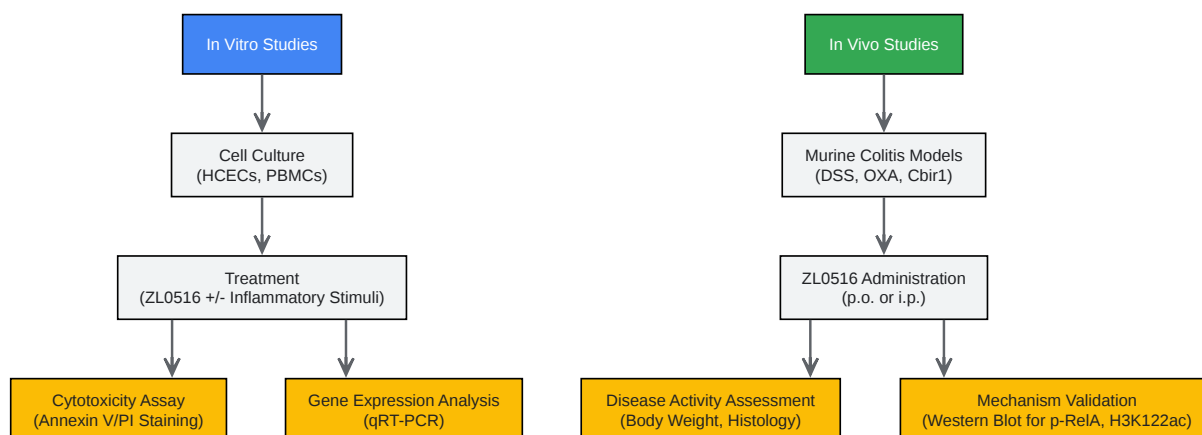 In Vitro Studies
In Vivo Studies
Cell Culture
(HCECs, PBMCs)
Murine Colitis Models
(DSS, OXA, Cbir1)
Treatment
(ZL0516 +/- Inflammatory Stimuli)
ZL0516 Administration
(p.o. or i.p.)
Cytotoxicity Assay
(Annexin V/PI Staining)
Gene Expression Analysis
(qRT-PCR)
Disease Activity Assessment
(Body Weight, Histology)
Mechanism Validation
(Western Blot for p-RelA, H3K122ac)